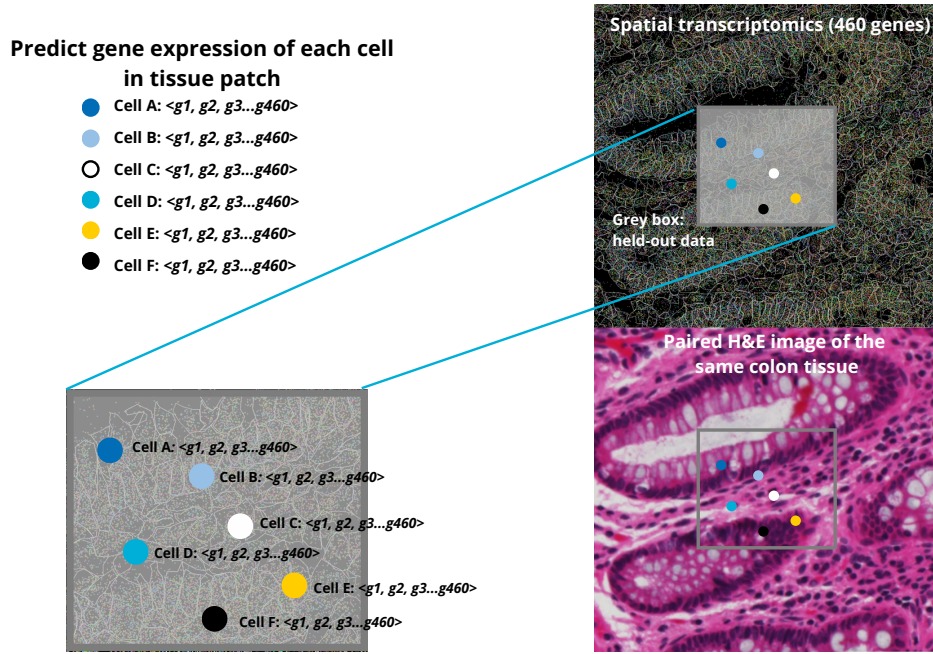 Predict gene expression of each cell
in tissue patch
Cell A: <g1, g2, g3...g460>
Cell B: <g1, g2, g3...g460>
Cell C: <g1, g2, g3...g460>
Cell D: <g1, g2, g3...g460>
Cell E: <g1, g2, g3...g460>
Cell F: <g1, g2, g3...g460>
Spatial transcriptomics (460 genes)
Grey box:
held-out data
Paired H&E image of the
same colon tissue
Cell A: <g1, g2, g3...g460>
Cell B: <g1, g2, g3...g460>
Cell C: <g1, g2, g3...g460>
Cell D: <g1, g2, g3...g460>
Cell E: <g1, g2, g3...g460>
Cell F: <g1, g2, g3...g460>